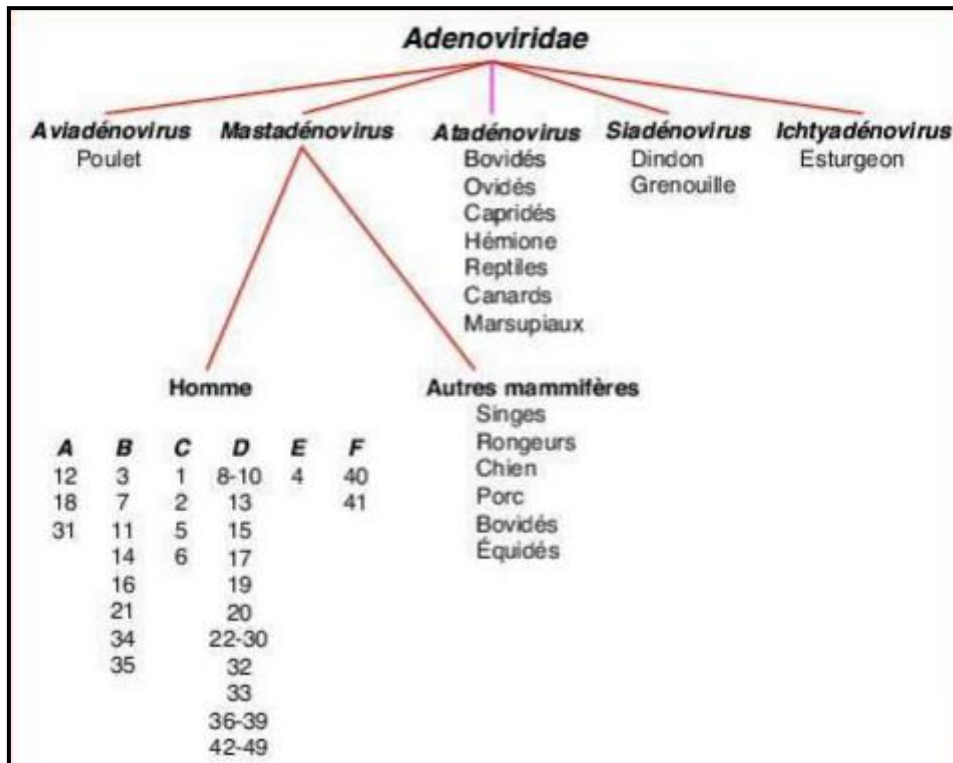 Adenoviridae
Aviadénovirus Mastadénovirus Atadénovirus Siadénovirus Ichtyadénovirus
Poulet Bovidés Dindon Esturgeon
Ovidés Grenouille
Capridés
Hémione
Reptiles
Canards
Marsupiaux
Homme Autres mammifères
Singes
Rongeurs
Chien
Porc
Bovidés
Équidés
A B C D E F
12 3 1 8-10 4 40
18 7 2 13 41
31 11 5 15
14 6 17
16 19
21 20
34 22-30
35 32
33
36-39
42-49